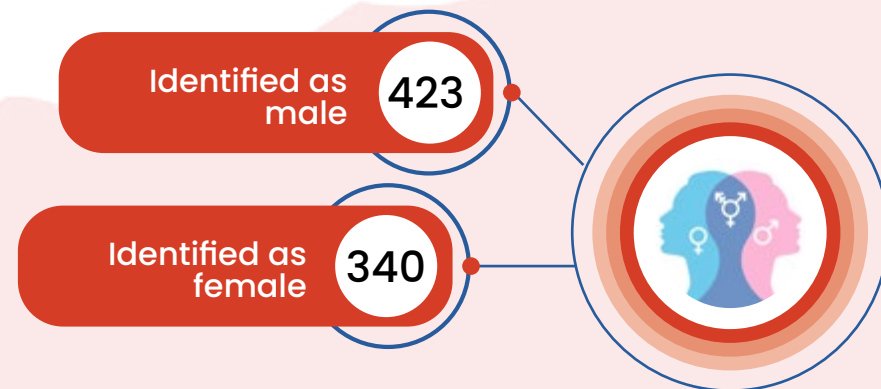 Identified as
male
423
Identified as
female
340